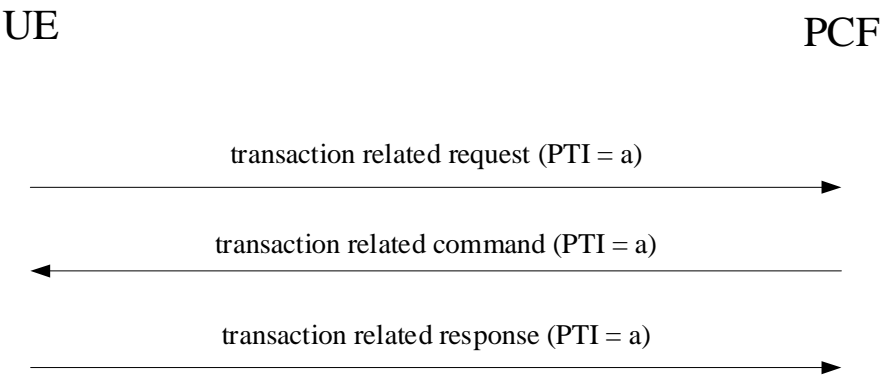 UE
PCF
transaction related request (PTI = a)
transaction related command (PTI = a)
transaction related response (PTI = a)